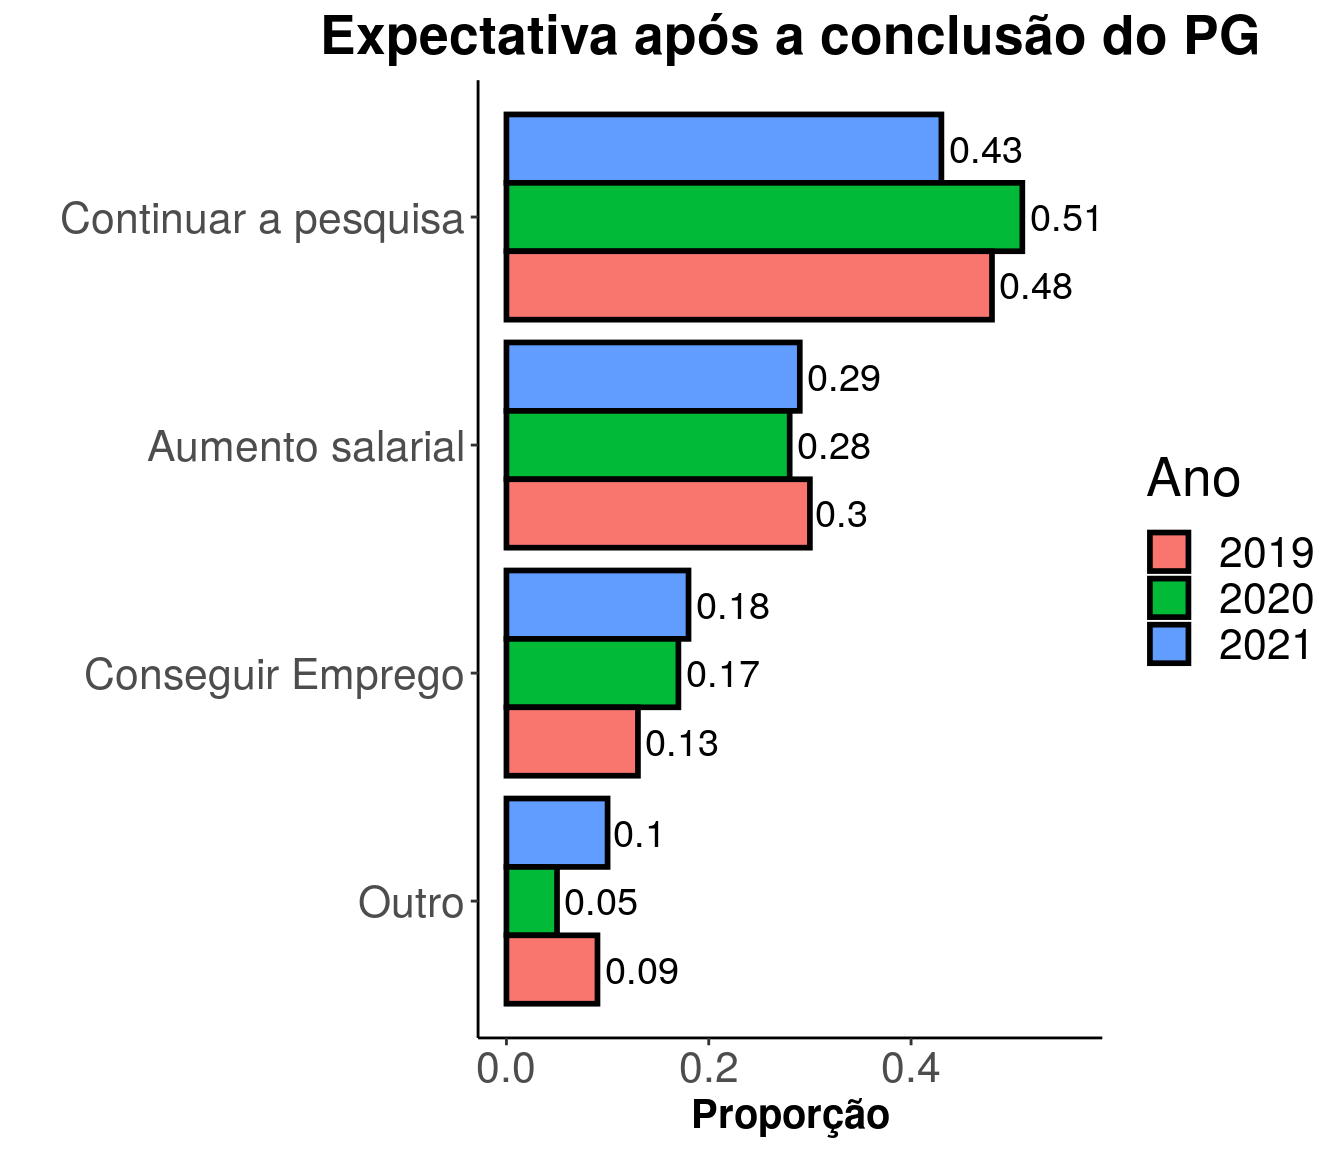 Expectativa após a conclusão do PG
0.43
Continuar a pesquisa
0.51
0.48
0.29
Aumento salarial
0.28
0.3
0.18
Conseguir Emprego
0.17
0.13
0.1
Outro
0.05
0.09
0.0 0.2 0.4
Proporção
Ano
2019
2020
2021